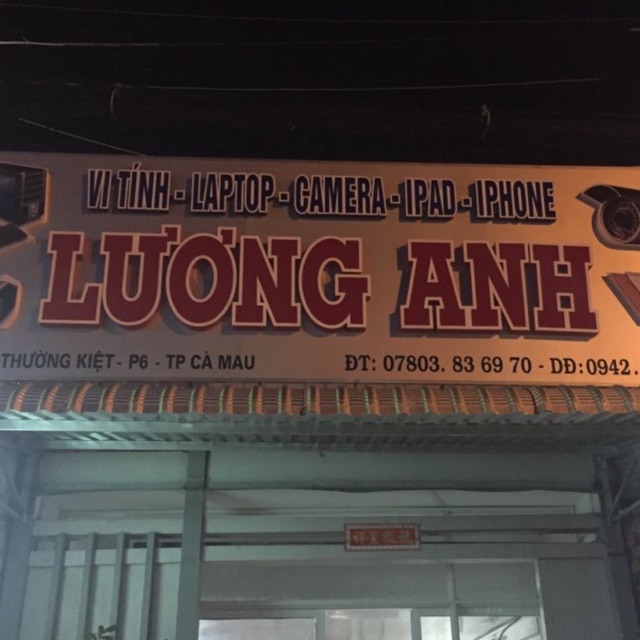 VI TÍNH - LAPTOP - CAMERA - IPAD - IPHONE
LƯƠNG ANH
THƯỜNG KIỆT - P6 - TP CÀ MAU
ĐT: 07803. 83 69 70 - DĐ: 0942.